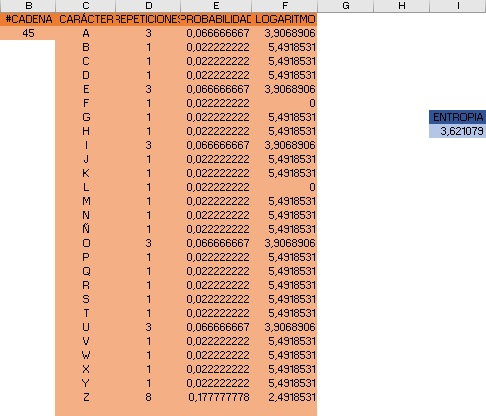 B C D E F G H I
#CADENA CARÁCTER REPETICIONES PROBABILIDAD LOGARITMO
45 A 3 0,066666667 3,9068906
B 1 0,022222222 5,4918531
C 1 0,022222222 5,4918531
D 1 0,022222222 5,4918531
E 3 0,066666667 3,9068906
F 1 0,022222222 0
G 1 0,022222222 5,4918531 ENTROPIA
H 1 0,022222222 5,4918531 3,621079
I 3 0,066666667 3,9068906
J 1 0,022222222 5,4918531
K 1 0,022222222 5,4918531
L 1 0,022222222 0
M 1 0,022222222 5,4918531
N 1 0,022222222 5,4918531
Ñ 1 0,022222222 5,4918531
O 3 0,066666667 3,9068906
P 1 0,022222222 5,4918531
Q 1 0,022222222 5,4918531
R 1 0,022222222 5,4918531
S 1 0,022222222 5,4918531
T 1 0,022222222 5,4918531
U 3 0,066666667 3,9068906
V 1 0,022222222 5,4918531
W 1 0,022222222 5,4918531
X 1 0,022222222 5,4918531
Y 1 0,022222222 5,4918531
Z 8 0,177777778 2,4918531